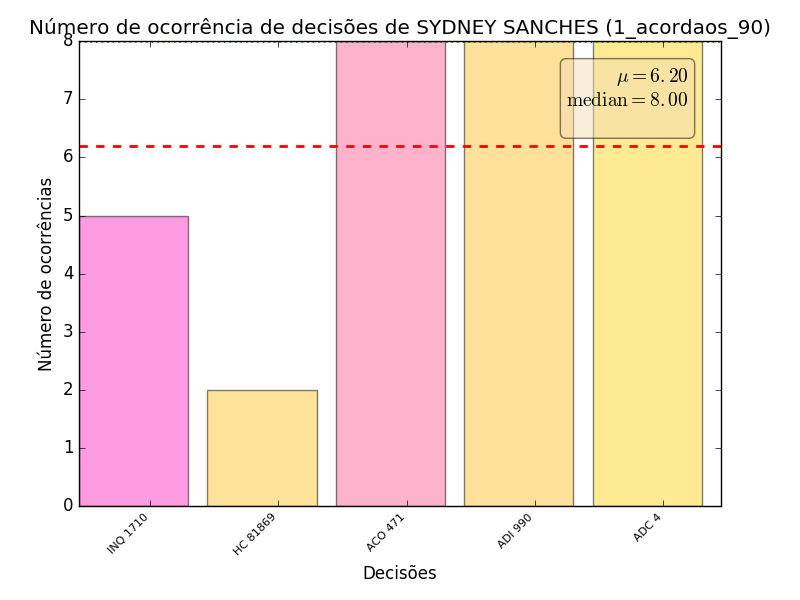 Número de ocorrência de decisões de SYDNEY SANCHES (1_acordaos_90)
μ = 6.20
median = 8.00
Número de ocorrências
8
7
6
5
4
3
2
1
0
INQ 1710
HC 81869
ACO 471
ADI 990
ADC 4
Decisões